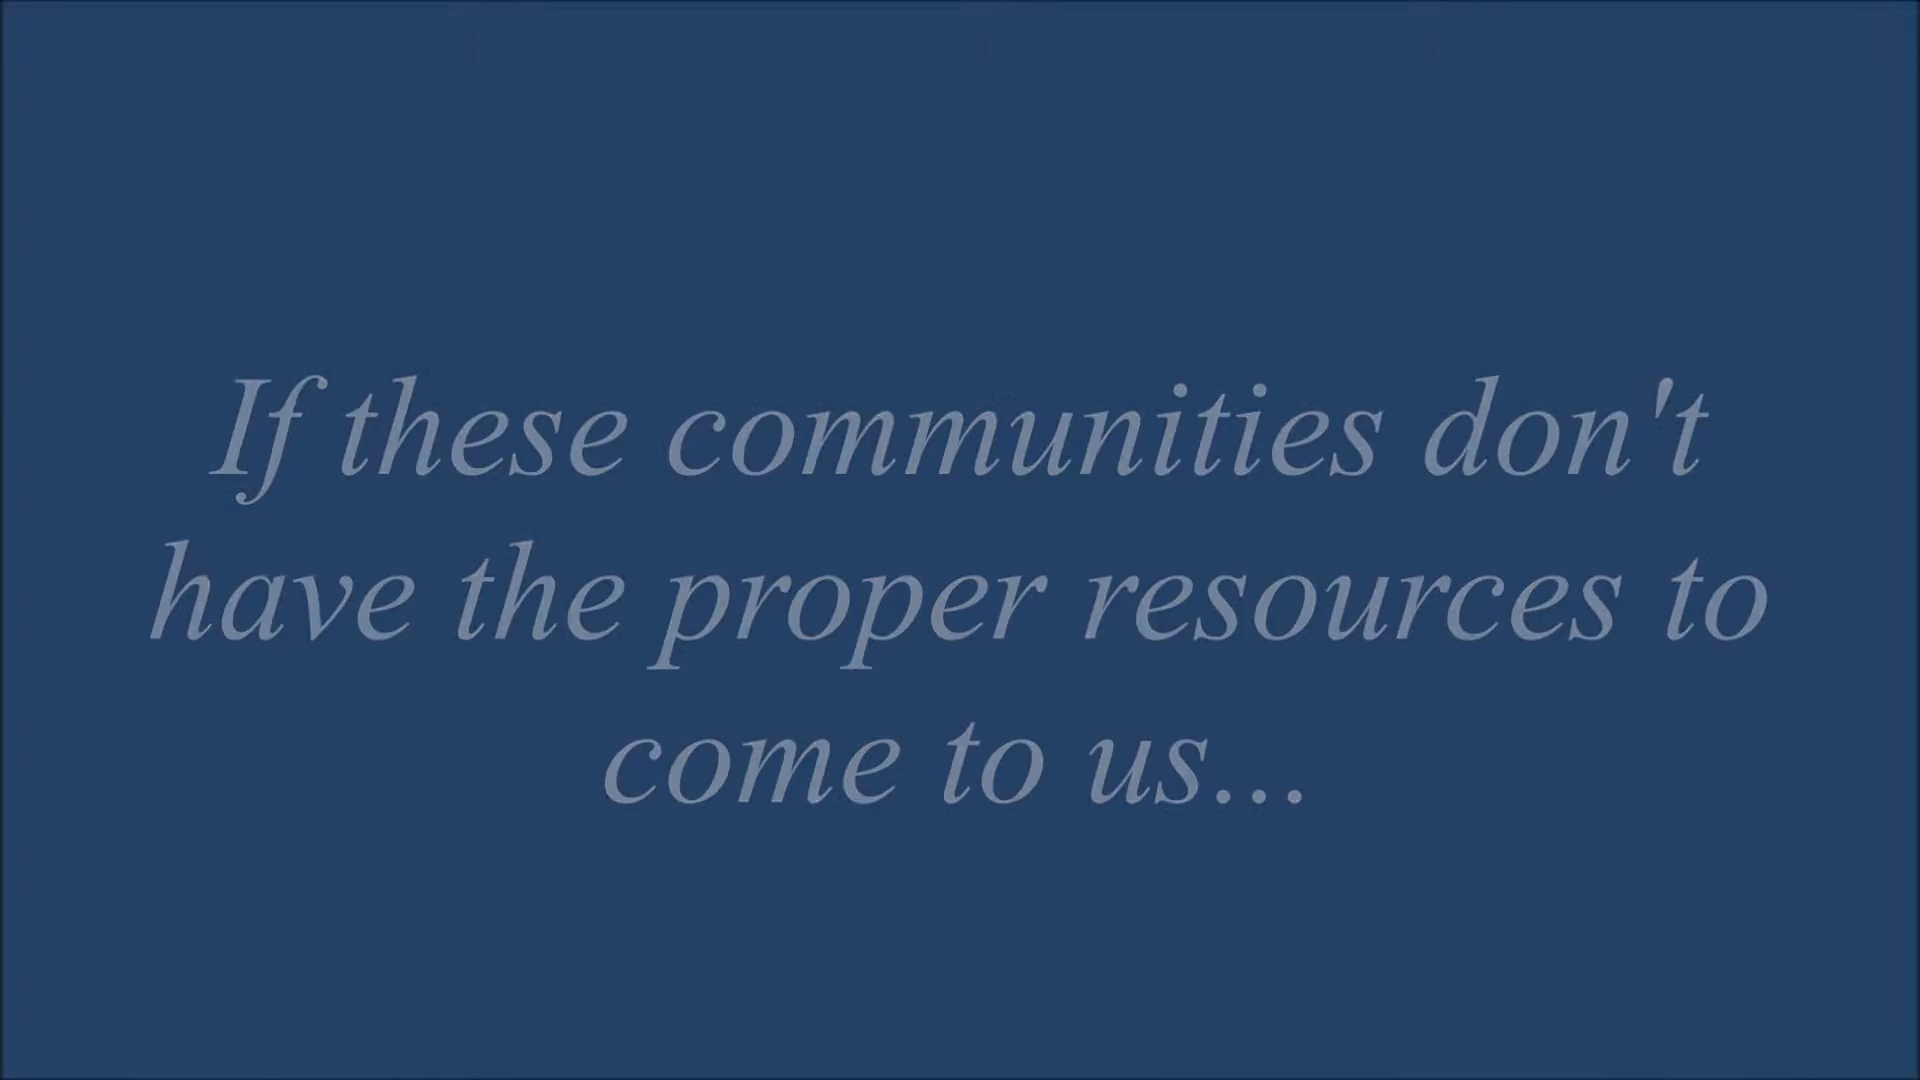 If these communities don't
have the proper resources to
come to us...